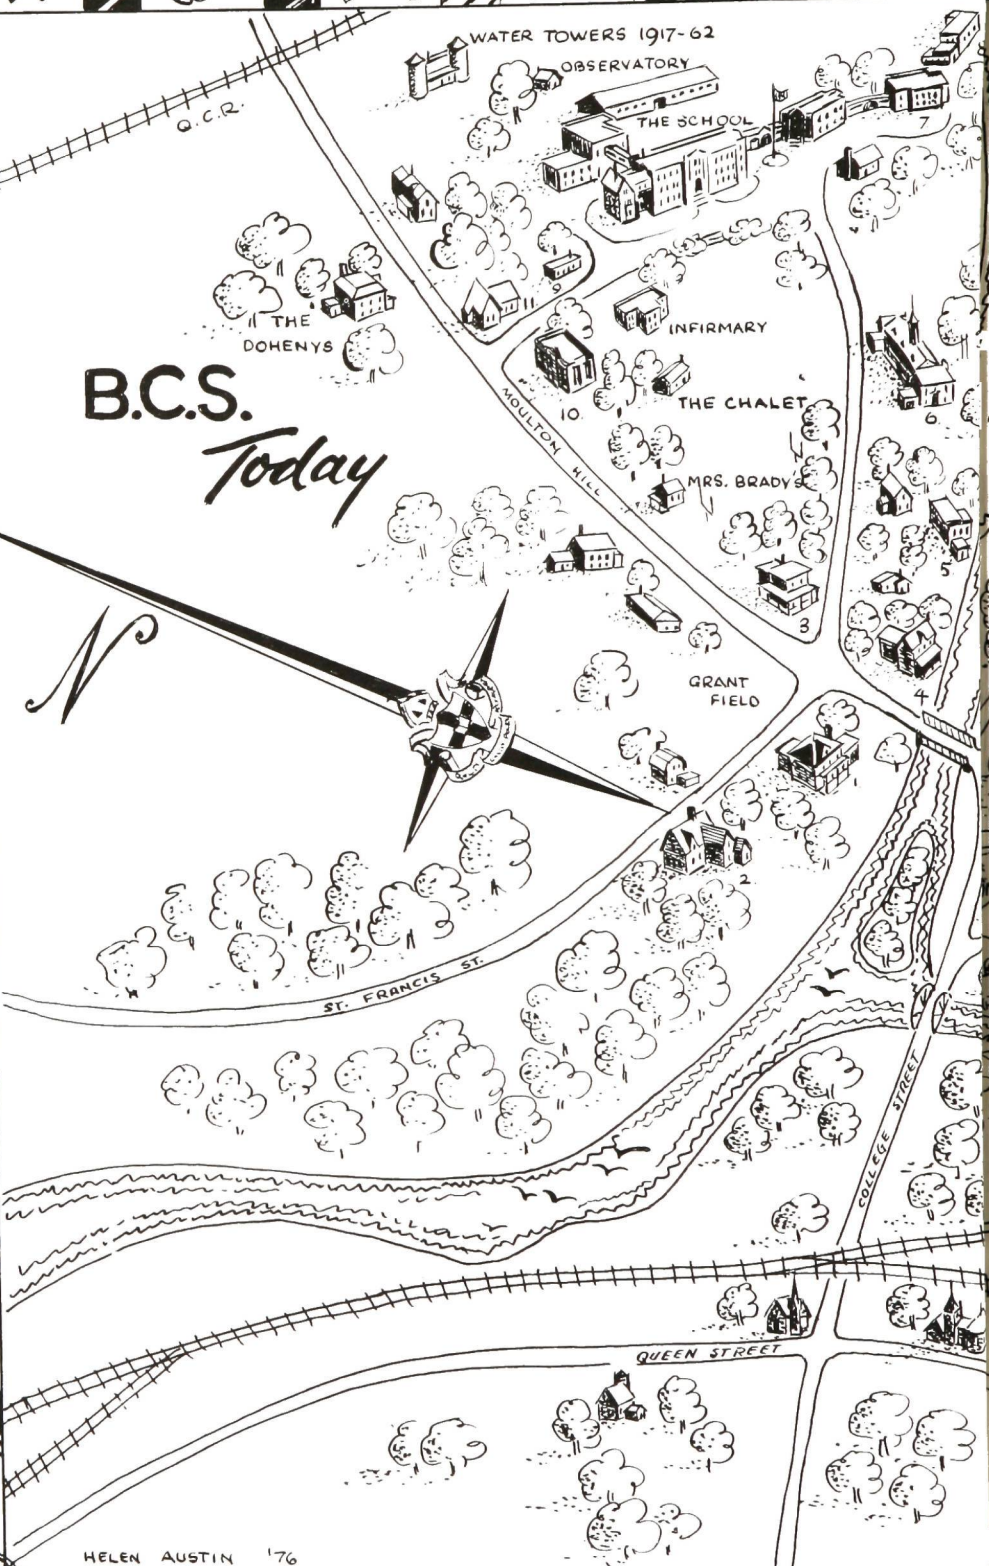 WATER TOWERS 1917-62
OBSERVATORY
Q.C.R.
THE SCHOOL
7
THE
DOHENYS
9
11
INFIRMARY
B.C.S.
Today
10
THE CHALET
6
MOULTON HILL
MRS. BRADY'S
5
3
N
GRANT
FIELD
4
2
ST. FRANCIS ST.
COLLEGE STREET
QUEEN STREET
HELEN AUSTIN '76